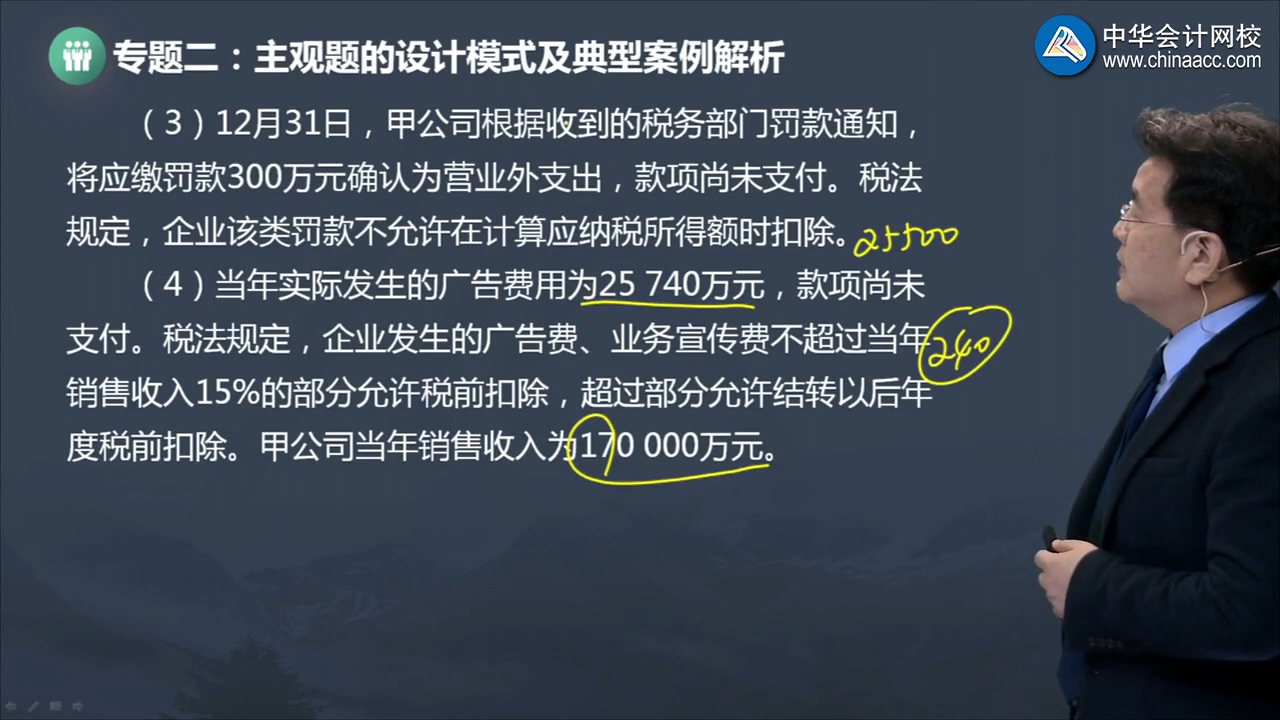 专题二：主观题的设计模式及典型案例解析
中华会计网校
www.chinaacc.com
（3）12月31日，甲公司根据收到的税务部门罚款通知，
将应缴罚款300万元确认为营业外支出，款项尚未支付。税法
规定，企业该类罚款不允许在计算应纳税所得额时扣除。25500
（4）当年实际发生的广告费用为25 740万元，款项尚未
支付。税法规定，企业发生的广告费、业务宣传费不超过当年
240
销售收入15%的部分允许税前扣除，超过部分允许结转以后年
度税前扣除。甲公司当年销售收入为170 000万元。